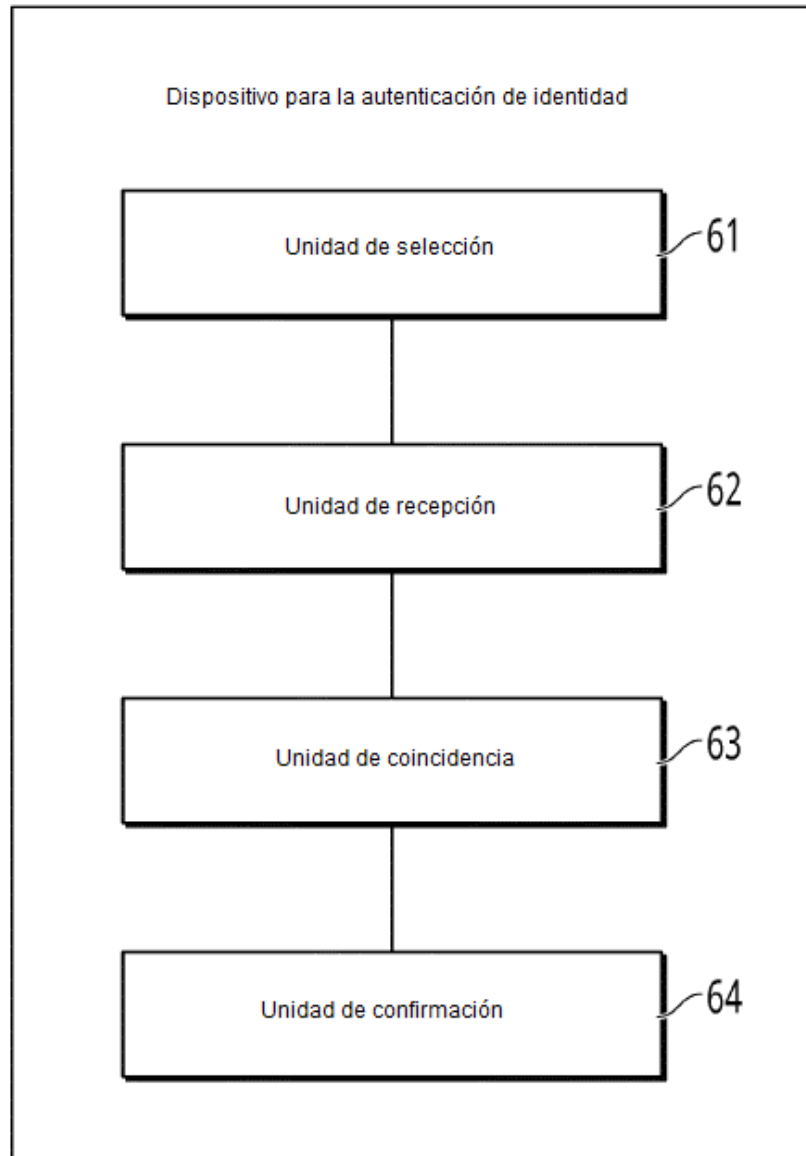 Dispositivo para la autenticación de identidad
Unidad de selección
61
Unidad de recepción
62
Unidad de coincidencia
63
Unidad de confirmación
64